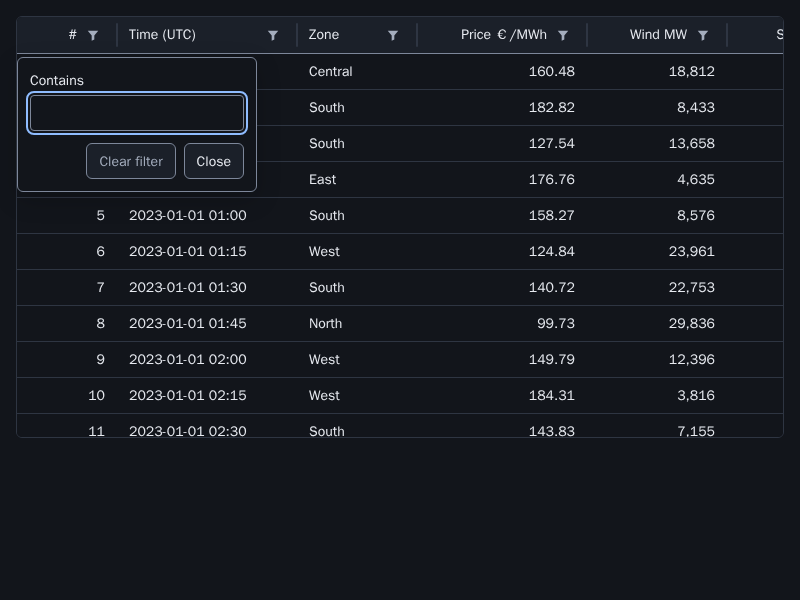 # Time (UTC) Zone Price €/MWh Wind MW S
Contains
Clear filter Close
Central 160.48 18,812
South 182.82 8,433
South 127.54 13,658
East 176.76 4,635
5 2023-01-01 01:00 South 158.27 8,576
6 2023-01-01 01:15 West 124.84 23,961
7 2023-01-01 01:30 South 140.72 22,753
8 2023-01-01 01:45 North 99.73 29,836
9 2023-01-01 02:00 West 149.79 12,396
10 2023-01-01 02:15 West 184.31 3,816
11 2023-01-01 02:30 South 143.83 7,155